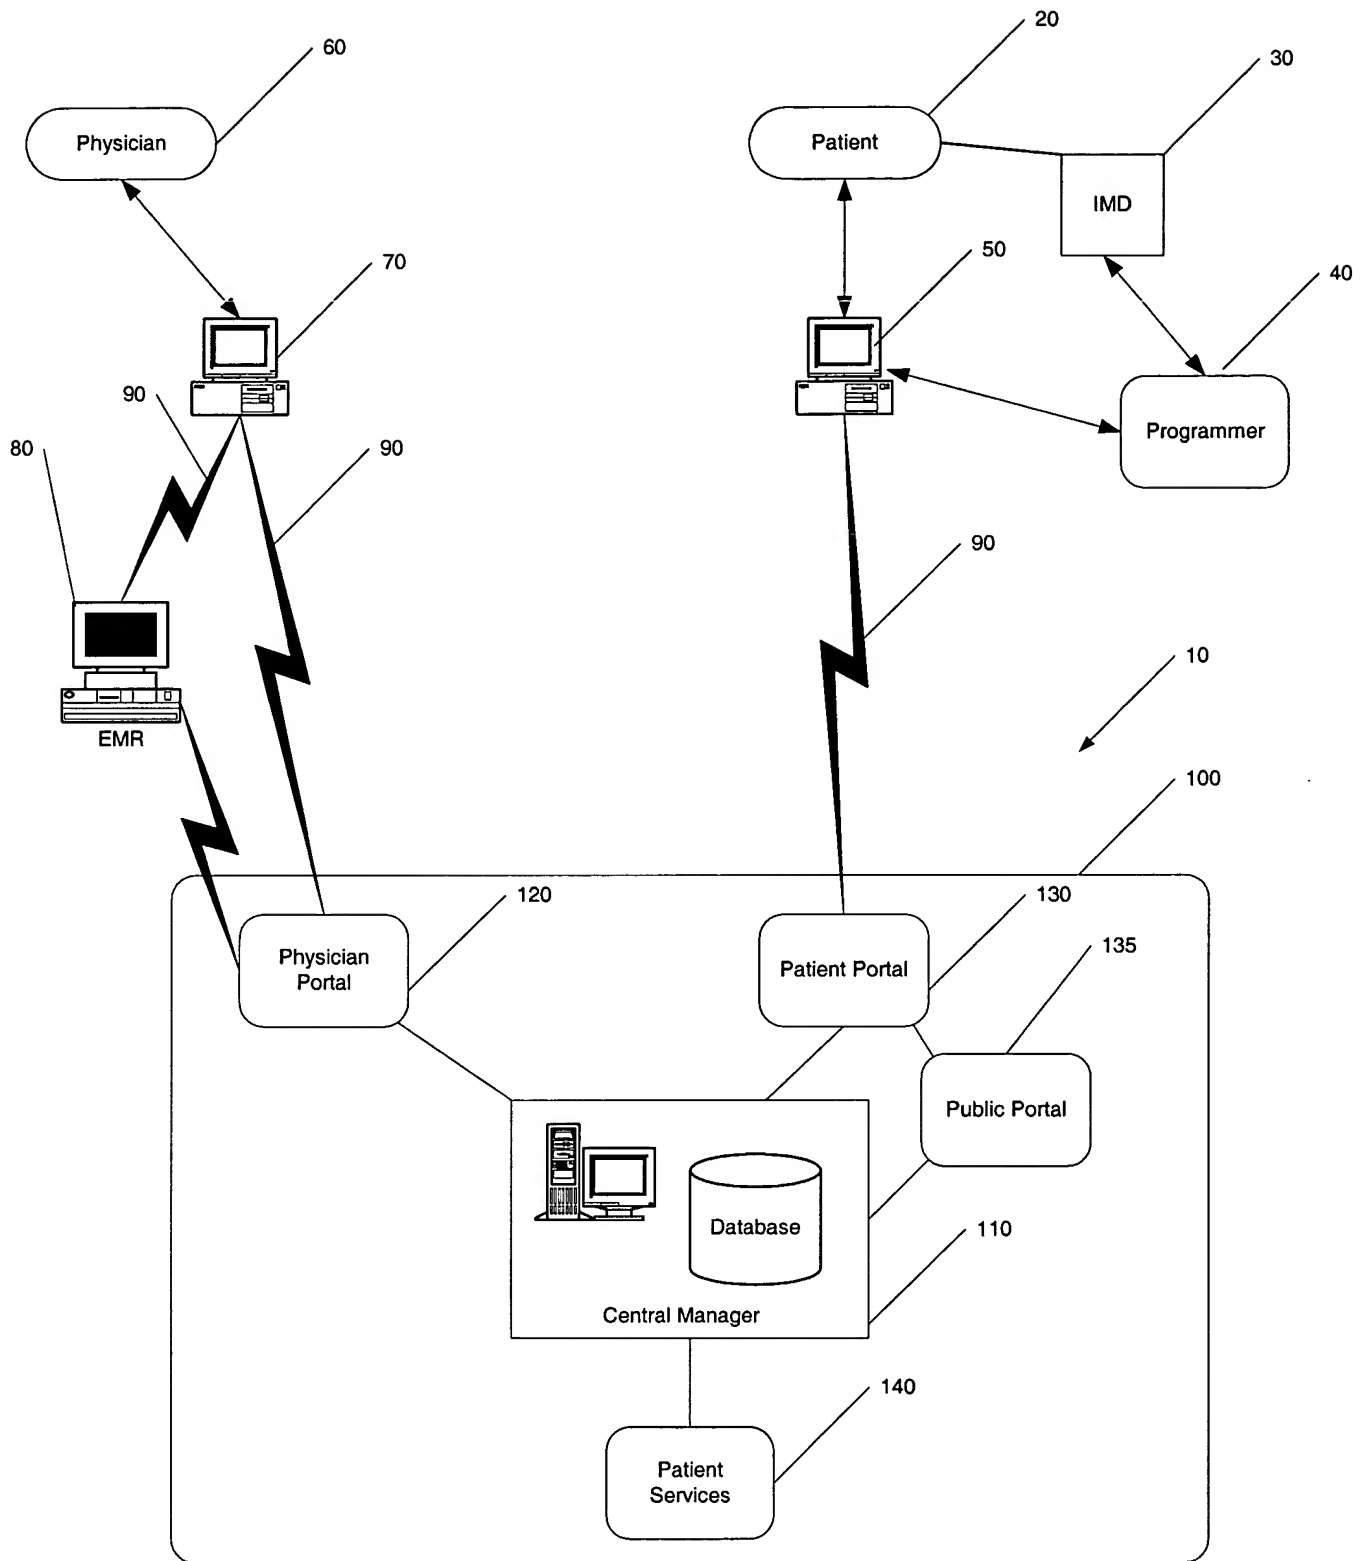 20
60
30
Physician
Patient
IMD
70
50
40
90
80
90
Programmer
90
10
EMR
100
120
130
135
Physician
Portal
Patient Portal
Public Portal
Database
110
Central Manager
140
Patient
Services